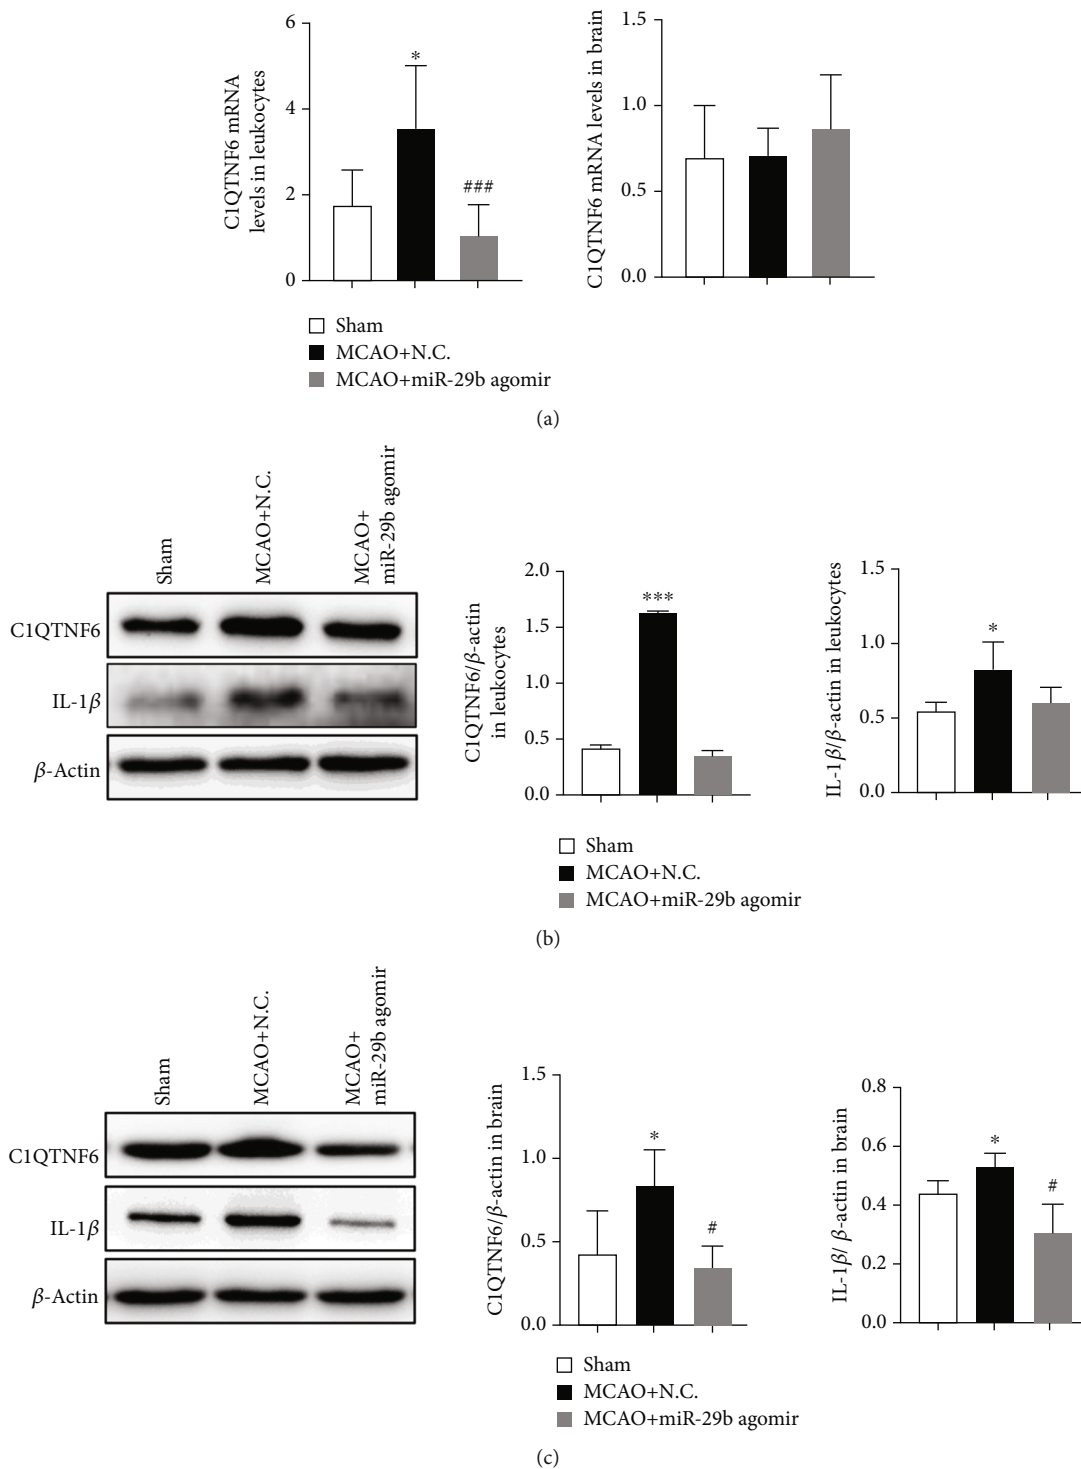 C1QTNF6 mRNA
levels in leukocytes
6
4
2
0
*
###
C1QTNF6 mRNA levels in brain
1.5
1.0
0.5
0.0
Sham
MCAO+N.C.
MCAO+miR-29b agomir
(a)
Sham
MCAO+N.C.
MCAO+
miR-29b agomir
C1QTNF6
IL-1β
β-Actin
C1QTNF6/β-actin
in leukocytes
2.0
1.5
1.0
0.5
0.0
***
IL-1β/β-actin in leukocytes
1.5
1.0
0.5
0.0
*
Sham
MCAO+N.C.
MCAO+miR-29b agomir
(b)
Sham
MCAO+N.C.
MCAO+
miR-29b agomir
C1QTNF6
IL-1β
β-Actin
C1QTNF6/β-actin in brain
1.5
1.0
0.5
0.0
*
#
IL-1β/ β-actin in brain
0.8
0.6
0.4
0.2
0.0
*
#
Sham
MCAO+N.C.
MCAO+miR-29b agomir
(c)